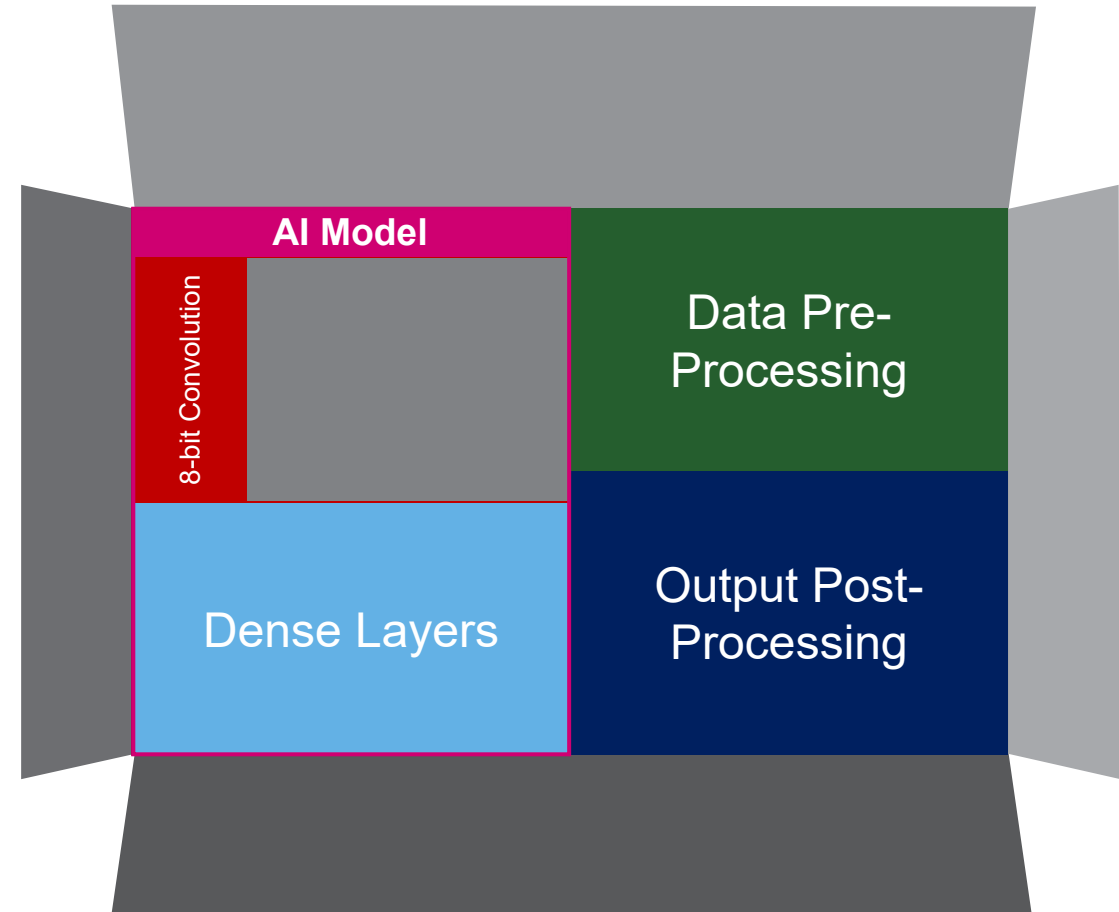 AI Model
8-bit Convolution
Data Pre-
Processing
Dense Layers
Output Post-
Processing